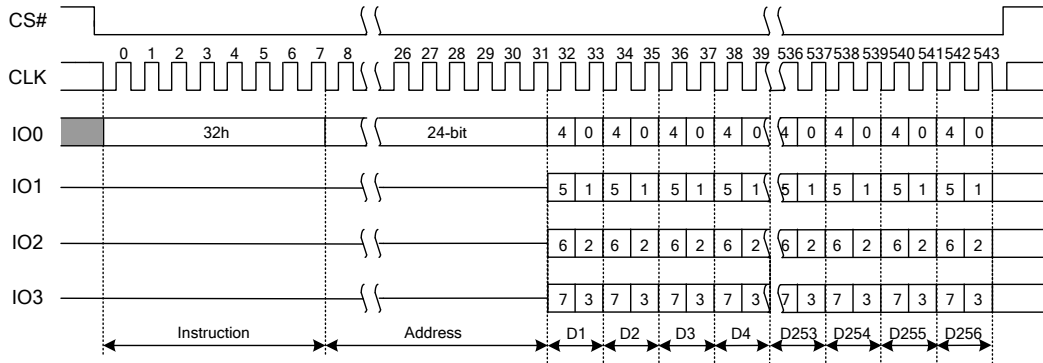 CS#
0 1 2 3 4 5 6 7 8 26 27 28 29 30 31 32 33 34 35 36 37 38 39 536 537 538 539 540 541 542 543
CLK
IO0 32h 24-bit 4 0 4 0 4 0 4 0 4 0 4 0 4 0 4 0
IO1 5 1 5 1 5 1 5 1 5 1 5 1 5 1 5 1
IO2 6 2 6 2 6 2 6 2 6 2 6 2 6 2 6 2
IO3 7 3 7 3 7 3 7 3 7 3 7 3 7 3 7 3
Instruction Address D1 D2 D3 D4 D253 D254 D255 D256